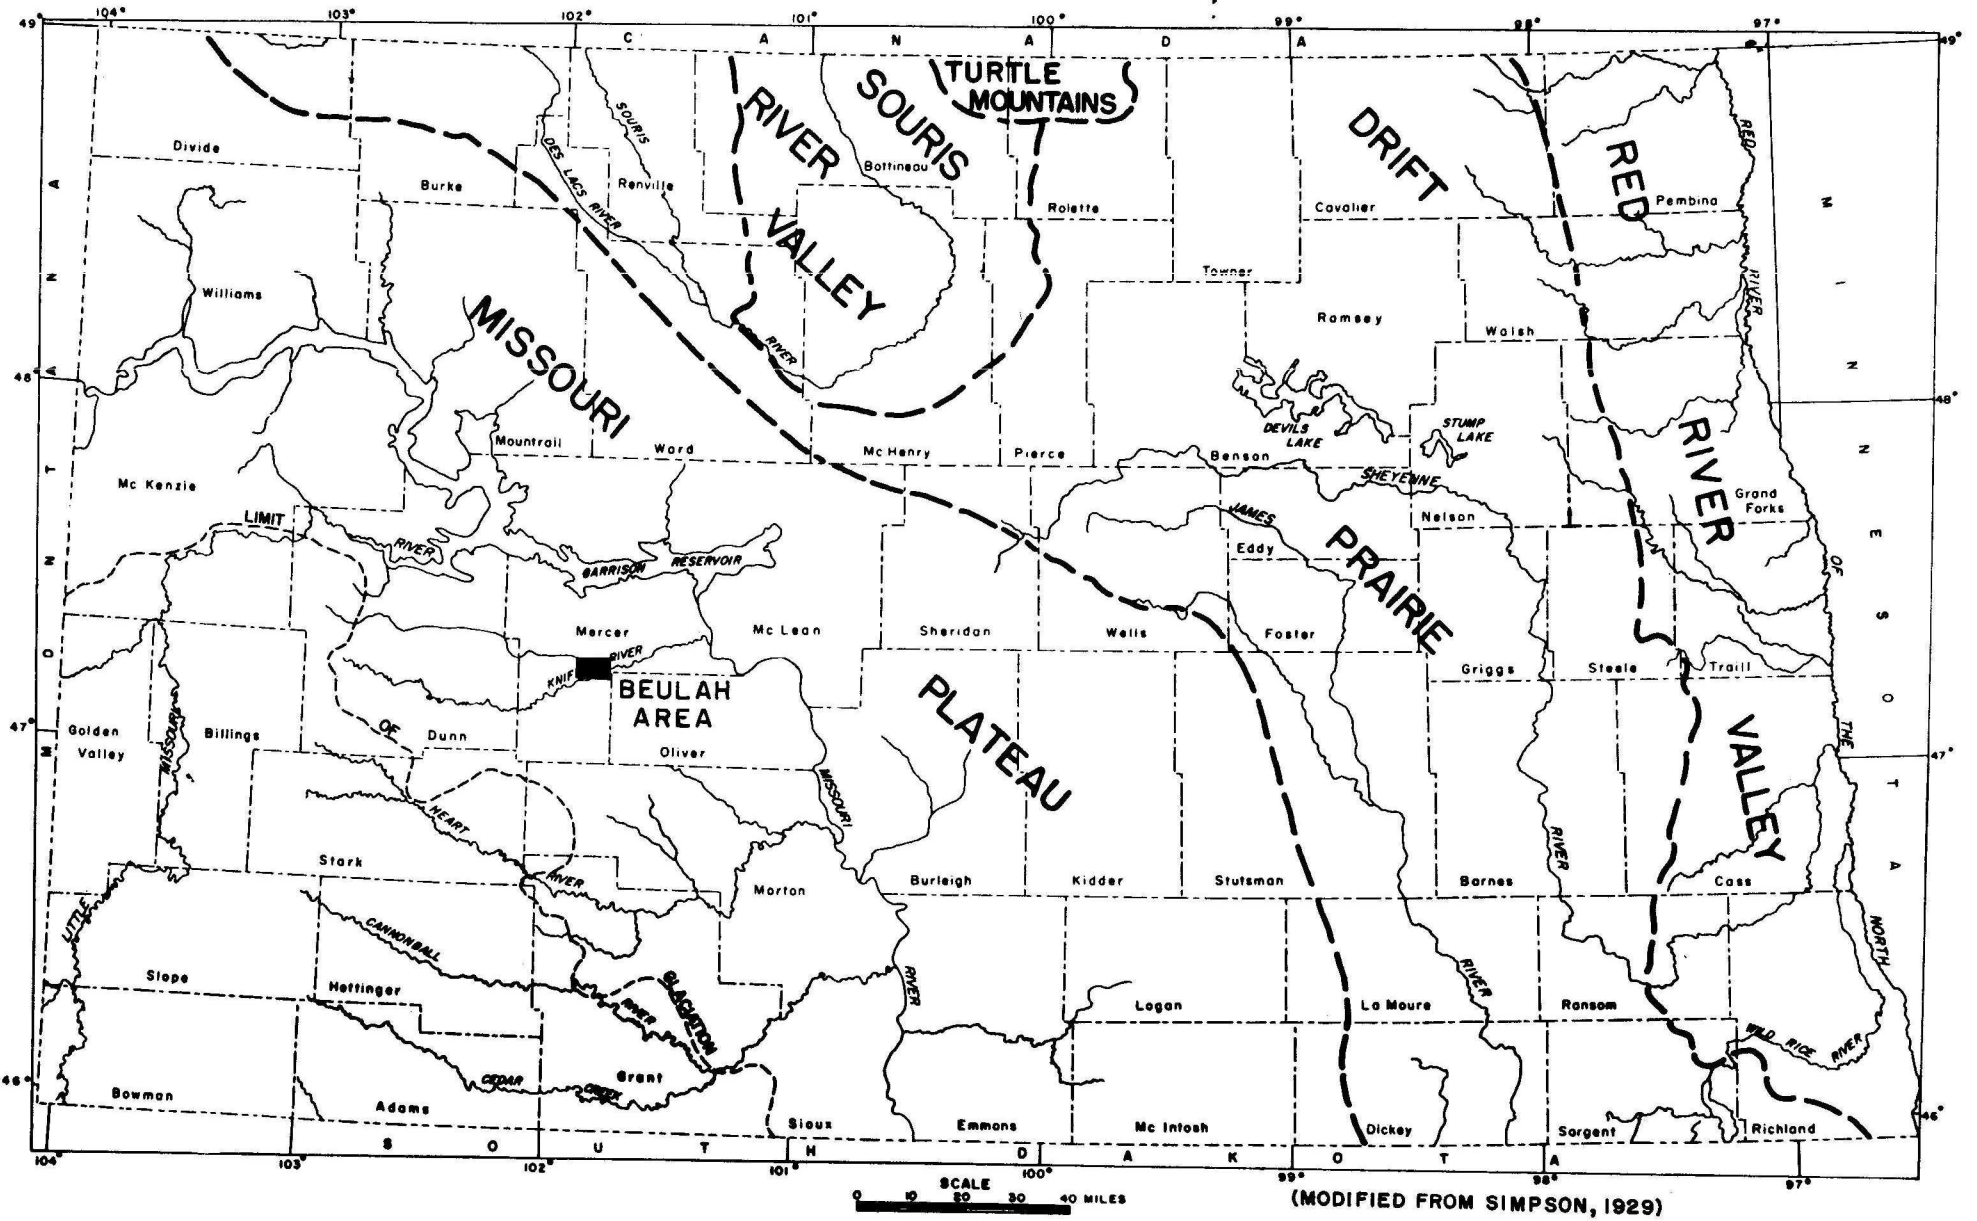 104° 103° 102° 101° 100° 99° 98° 97°
49° 49°
C A N A D A
TURTLE
MOUNTAINS
SOURIS
RIVER
VALLEY
DRIFT
PRAIRIE
RED
RIVER
VALLEY
MISSOURI
PLATEAU
SOURIS
DES LACS RIVER
RIVER
RED
RIVER
OF
THE
NORTH
Divide
Burke
Renville
Bottineau
Rolette
Cavalier
Pembina
Williams
Towner
Ramsey
Walsh
48° 48°
DEVILS
LAKE
STUMP
LAKE
Mountrail
Ward
McHenry
Pierce
Benson
SHEYENNE
Mc Kenzie
Nelson
Grand
Forks
LIMIT
OF
GLACIATION
RIVER
GARRISON RESERVOIR
JAMES
Eddy
Mercer
Mc Lean
Sheridan
Wells
Foster
Griggs
Steele
Traill
KNIF RIVER
BEULAH
AREA
47° 47°
Golden
Valley
Billings
Dunn
Oliver
MISSOURI
MISSOURI
HEART
RIVER
Stark
Morton
Burleigh
Kidder
Stutsman
Barnes
RIVER
Cass
LITTLE
CANNONBALL
RIVER
Slope
Hettinger
RIVER
Logan
La Moure
RIVER
Ransom
WILD RICE RIVER
46° 46°
Bowman
Adams
CEDAR CREEK
Grant
Sioux
Emmons
Mc Intosh
Dickey
Sargent
Richland
M O N T A N A
M I N N E S O T A
S O U T H D A K O T A
104° 103° 102° 101° 100° 99° 98° 97°
SCALE
0 10 20 30 40 MILES
(MODIFIED FROM SIMPSON, 1929)